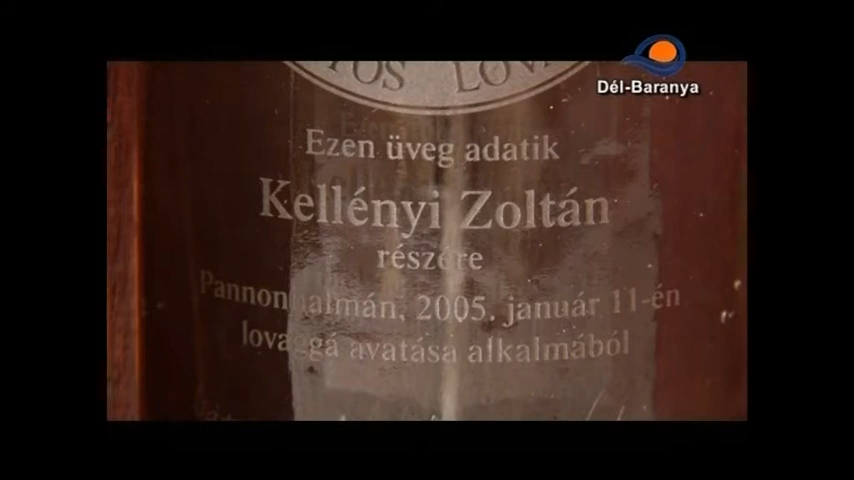 Dél-Baranya
Ezen üveg adatik
Kellényi Zoltán
részére
Pannonhalmán, 2005. január 11-én
lovaggá avatása alkalmából